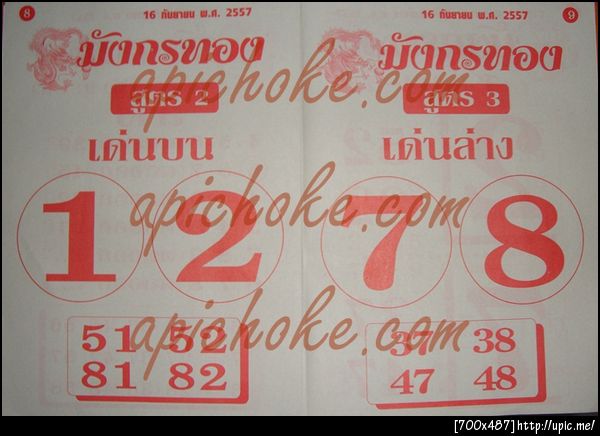 8 16 กันยายน พ.ศ. 2557
มังกรทอง
สูตร 2
เด่นบน
1 2
51 52
81 82
16 กันยายน พ.ศ. 2557 9
มังกรทอง
สูตร 3
เด่นล่าง
7 8
37 38
47 48
apichoke.com
apichoke.com
apichoke.com
[700x487]http://upic.me/